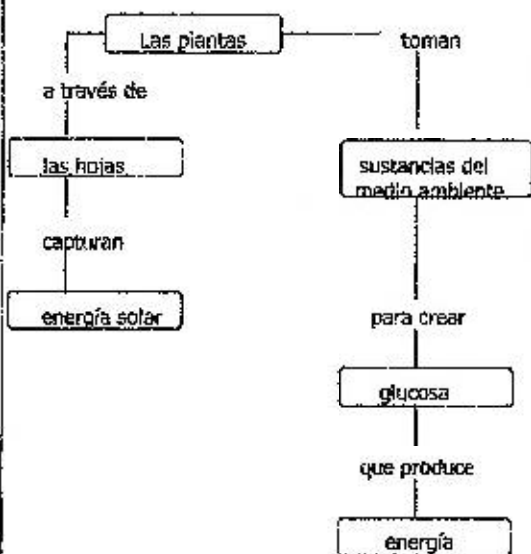 Las plantas
toman
a través de
las hojas
sustancias del
medio ambiente
capturan
energía solar
para crear
glucosa
que produce
energía